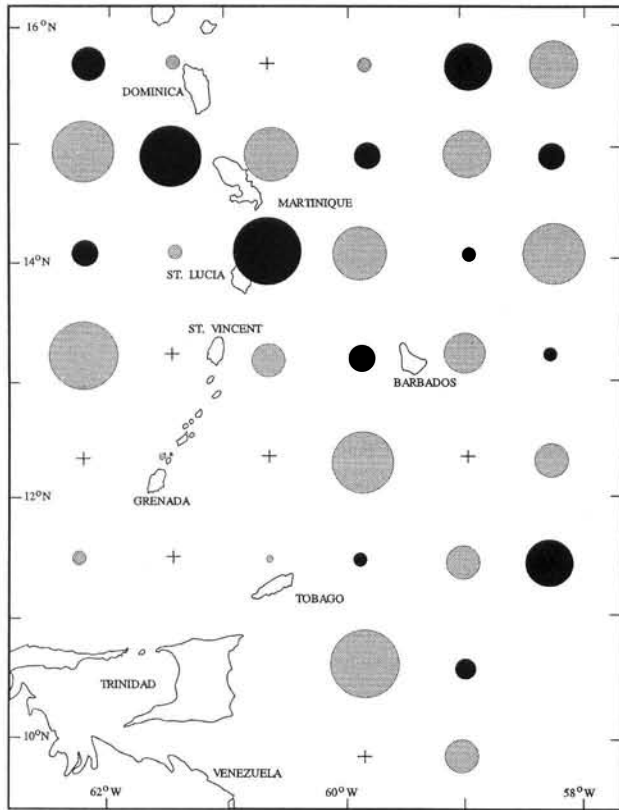 16°N
DOMINICA
MARTINIQUE
14°N
ST. LUCIA
ST. VINCENT
BARBADOS
12°N
GRENADA
TOBAGO
TRINIDAD
10°N
VENEZUELA
62°W
60°W
58°W